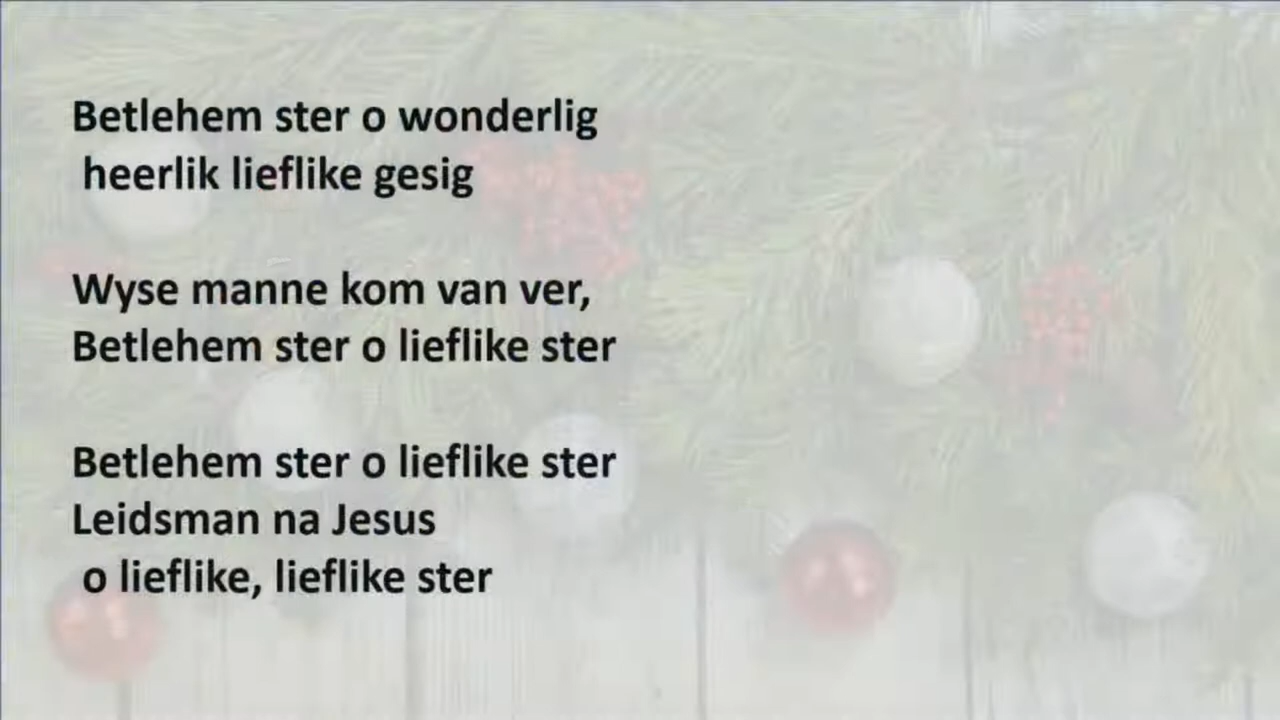 Betlehem ster o wonderlig
heerlik lieflike gesig
Wyse manne kom van ver,
Betlehem ster o lieflike ster
Betlehem ster o lieflike ster
Leidsman na Jesus
o lieflike, lieflike ster